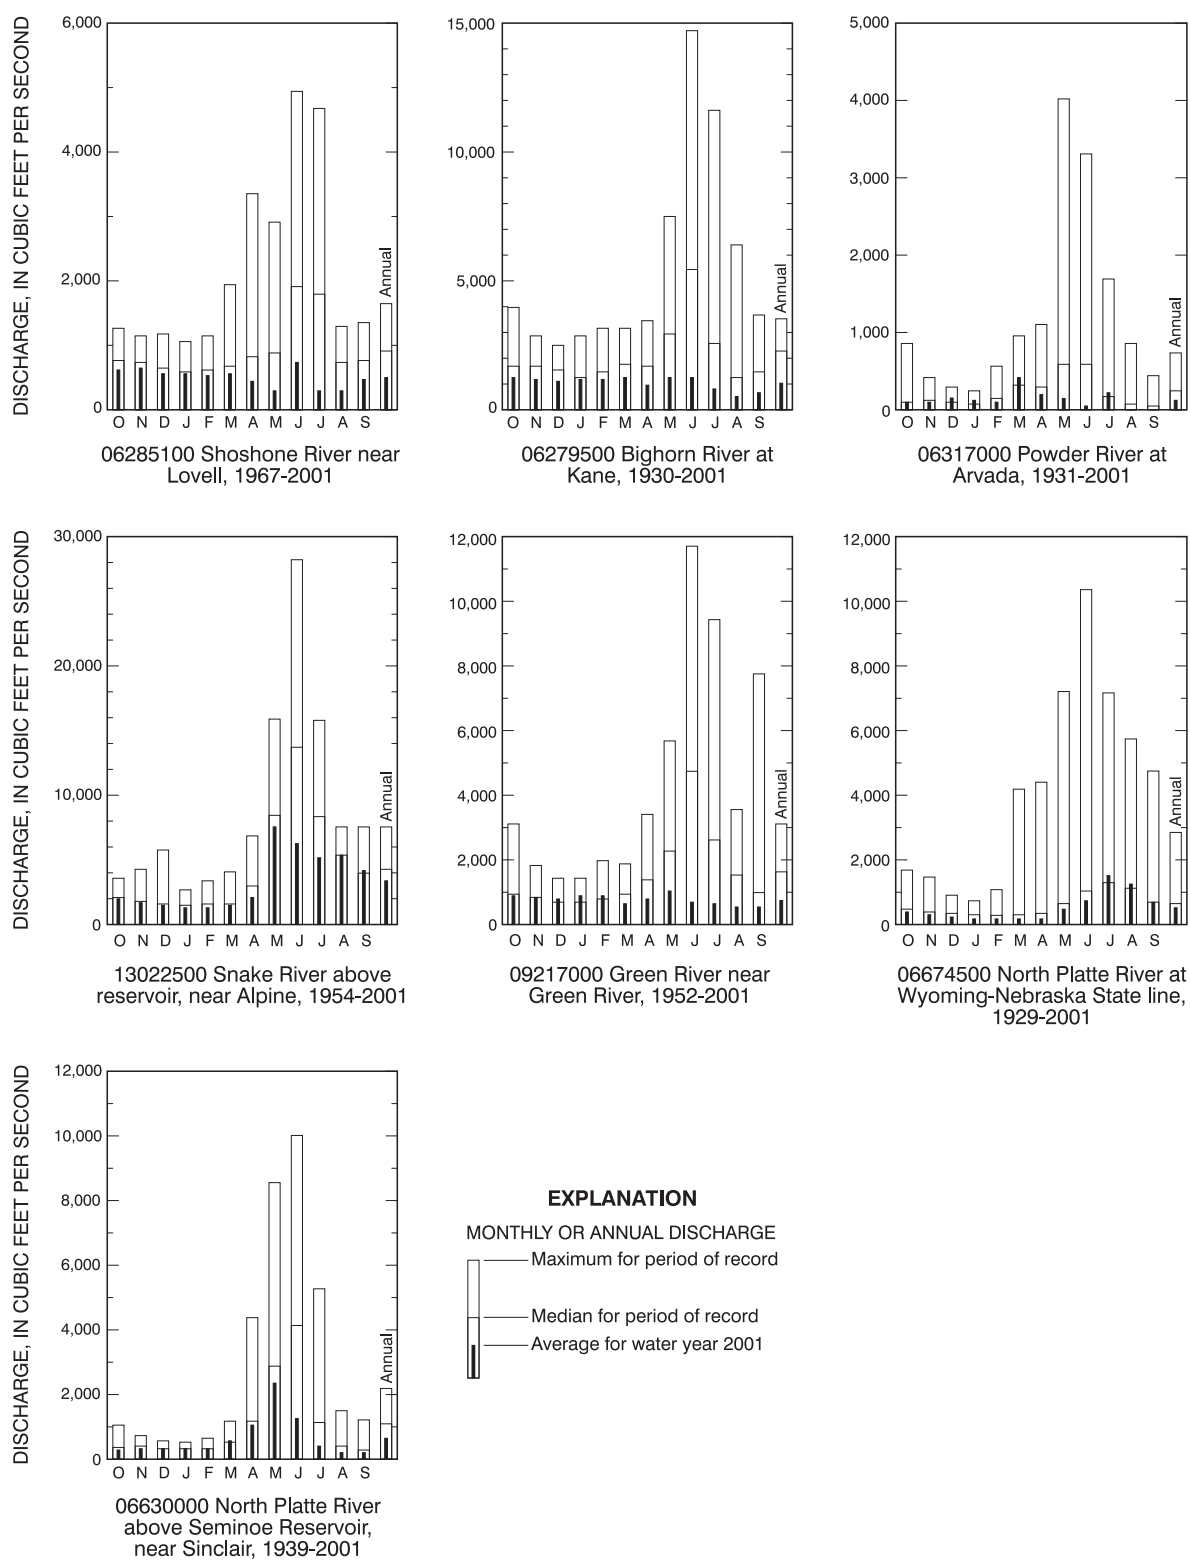 DISCHARGE, IN CUBIC FEET PER SECOND
6,000
4,000
2,000
0
Annual
O N D J F M A M J J A S
06285100 Shoshone River near
Lovell, 1967-2001
15,000
10,000
5,000
0
Annual
O N D J F M A M J J A S
06279500 Bighorn River at
Kane, 1930-2001
5,000
4,000
3,000
2,000
1,000
0
Annual
O N D J F M A M J J A S
06317000 Powder River at
Arvada, 1931-2001
DISCHARGE, IN CUBIC FEET PER SECOND
30,000
20,000
10,000
0
Annual
O N D J F M A M J J A S
13022500 Snake River above
reservoir, near Alpine, 1954-2001
12,000
10,000
8,000
6,000
4,000
2,000
0
Annual
O N D J F M A M J J A S
09217000 Green River near
Green River, 1952-2001
12,000
10,000
8,000
6,000
4,000
2,000
0
Annual
O N D J F M A M J J A S
06674500 North Platte River at
Wyoming-Nebraska State line,
1929-2001
DISCHARGE, IN CUBIC FEET PER SECOND
12,000
10,000
8,000
6,000
4,000
2,000
0
Annual
O N D J F M A M J J A S
06630000 North Platte River
above Seminoe Reservoir,
near Sinclair, 1939-2001
EXPLANATION
MONTHLY OR ANNUAL DISCHARGE
Maximum for period of record
Median for period of record
Average for water year 2001